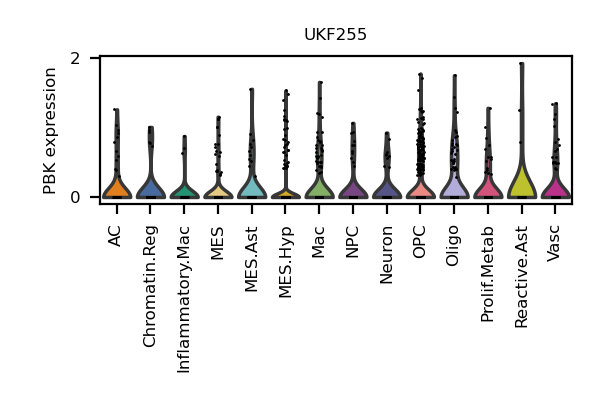 UKF255
PBK expression
2
0
AC
Chromatin.Reg
Inflammatory.Mac
MES
MES.Ast
MES.Hyp
Mac
NPC
Neuron
OPC
Oligo
Prolif.Metab
Reactive.Ast
Vasc